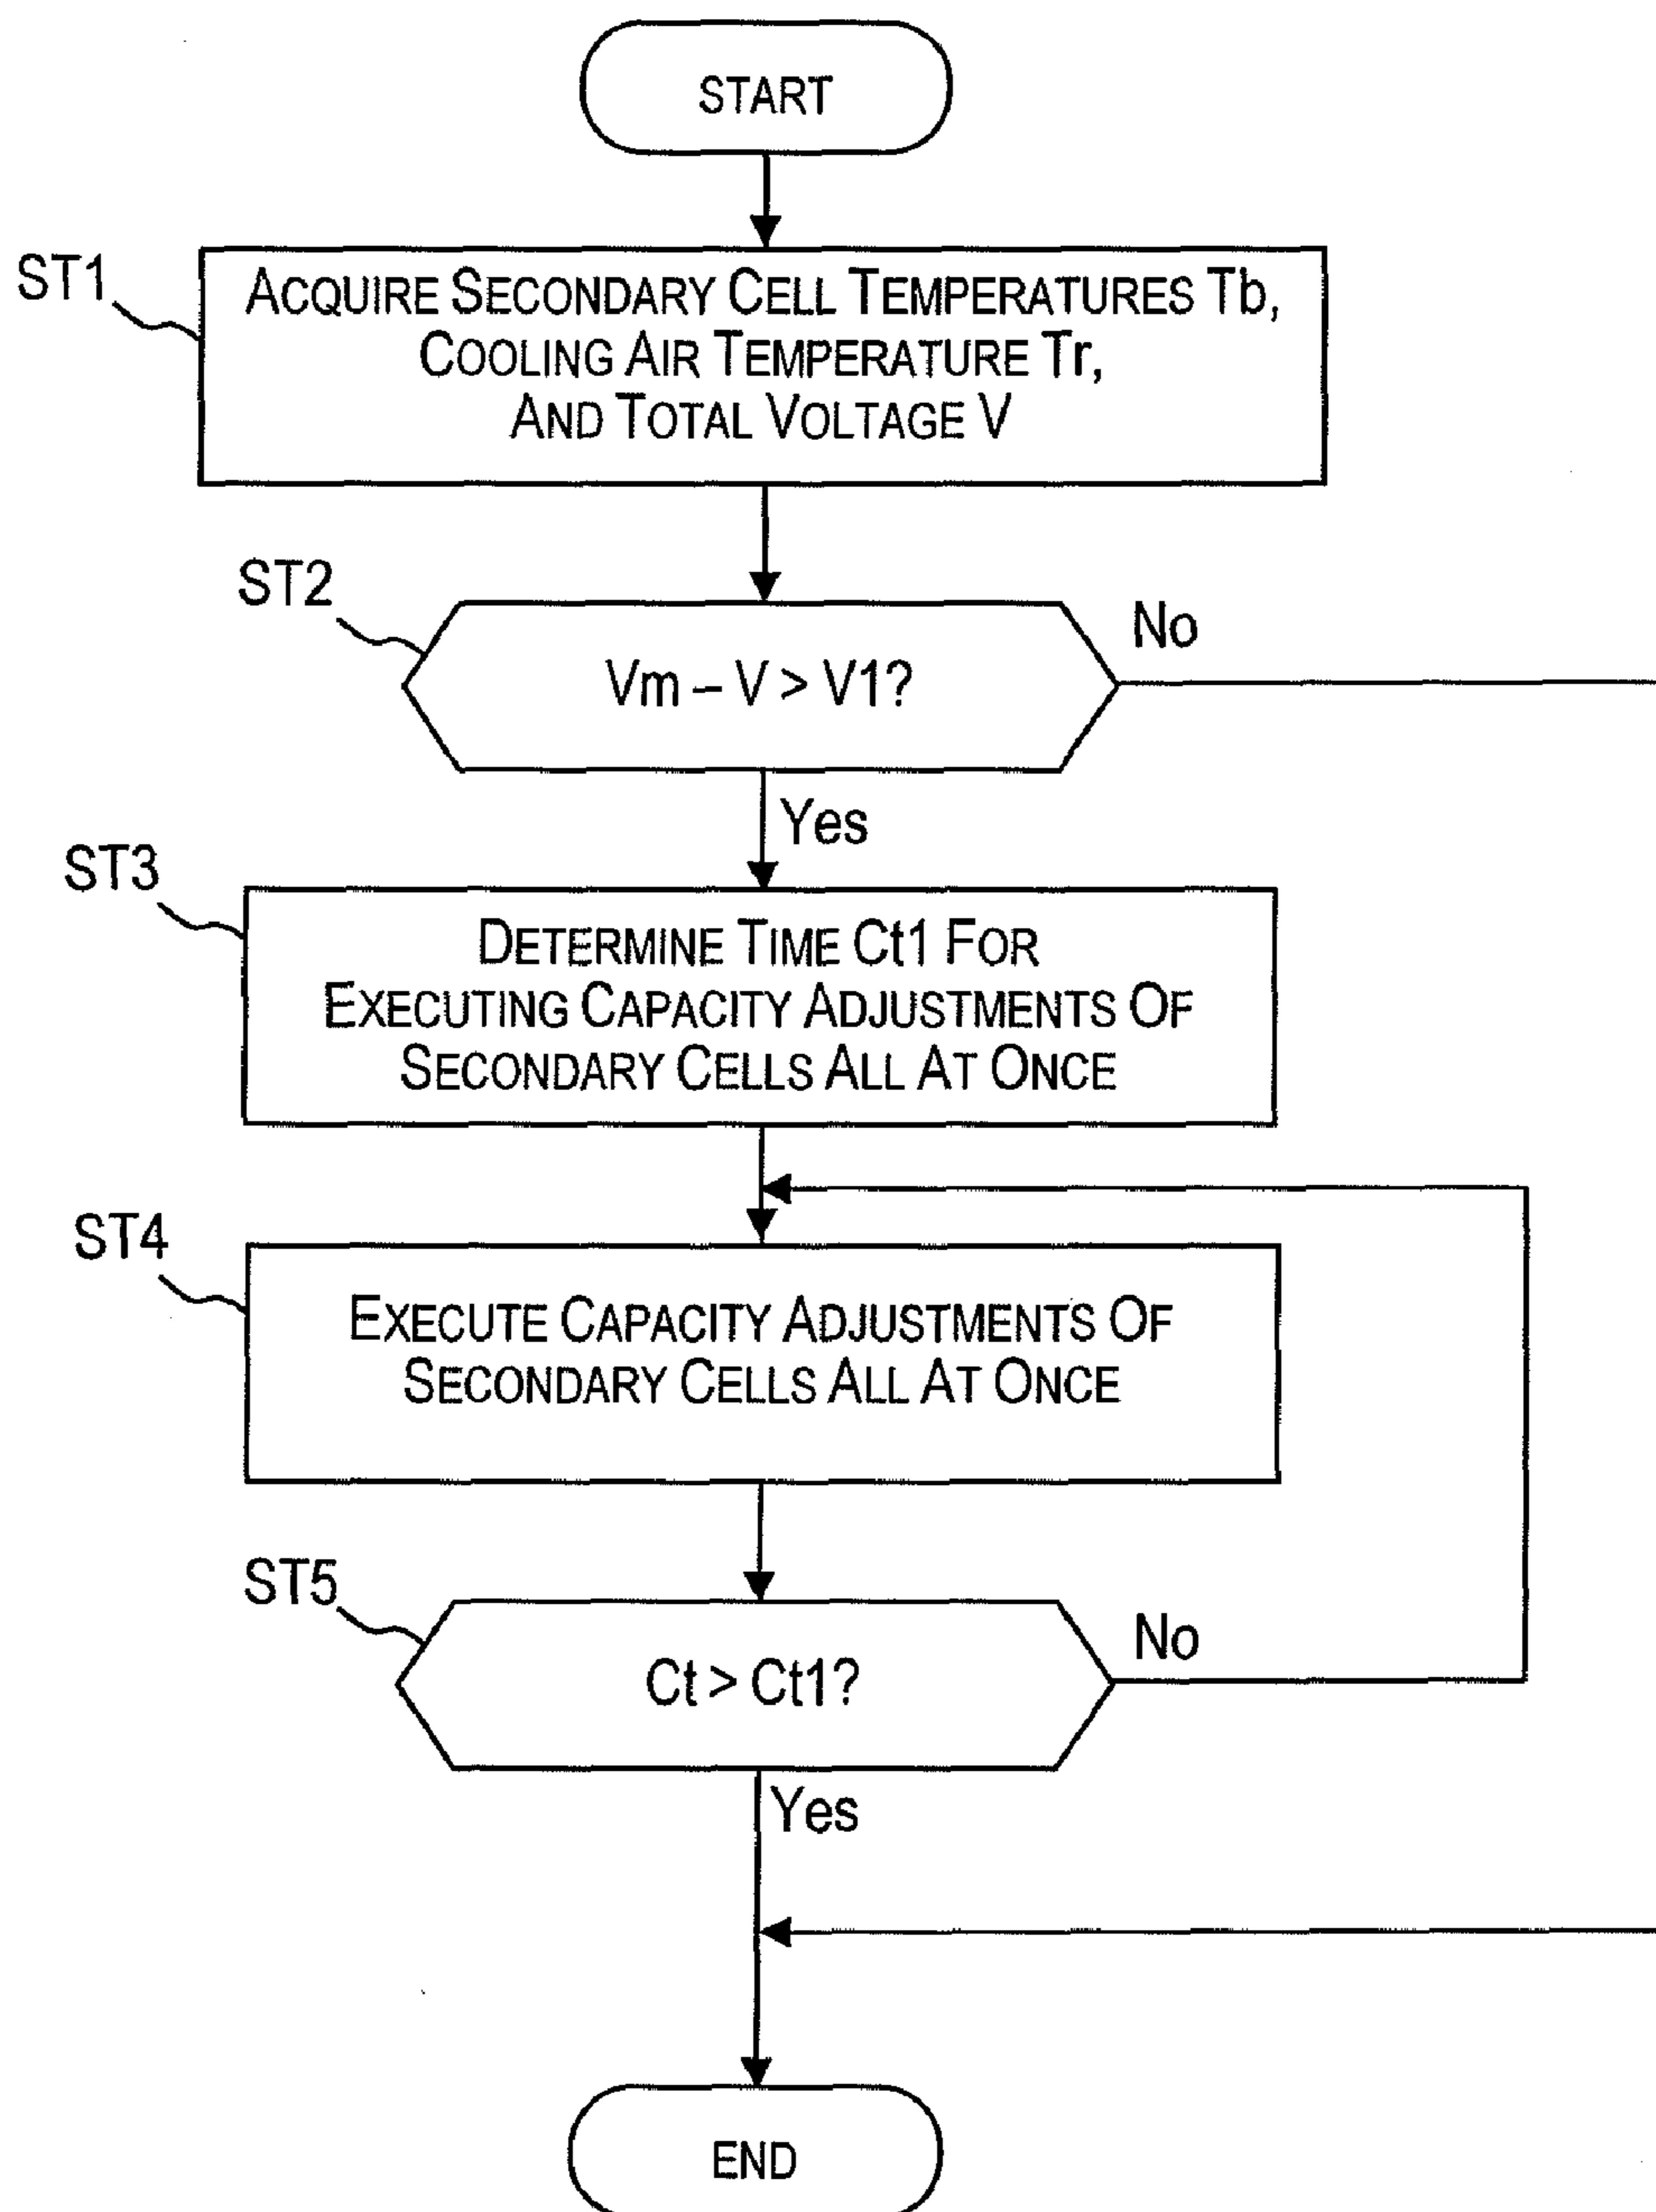 START
ST1
ACQUIRE SECONDARY CELL TEMPERATURES Tb,
COOLING AIR TEMPERATURE Tr,
AND TOTAL VOLTAGE V
ST2
Vm – V > V1?
No
Yes
ST3
DETERMINE TIME Ct1 FOR
EXECUTING CAPACITY ADJUSTMENTS OF
SECONDARY CELLS ALL AT ONCE
ST4
EXECUTE CAPACITY ADJUSTMENTS OF
SECONDARY CELLS ALL AT ONCE
ST5
Ct > Ct1?
No
Yes
END